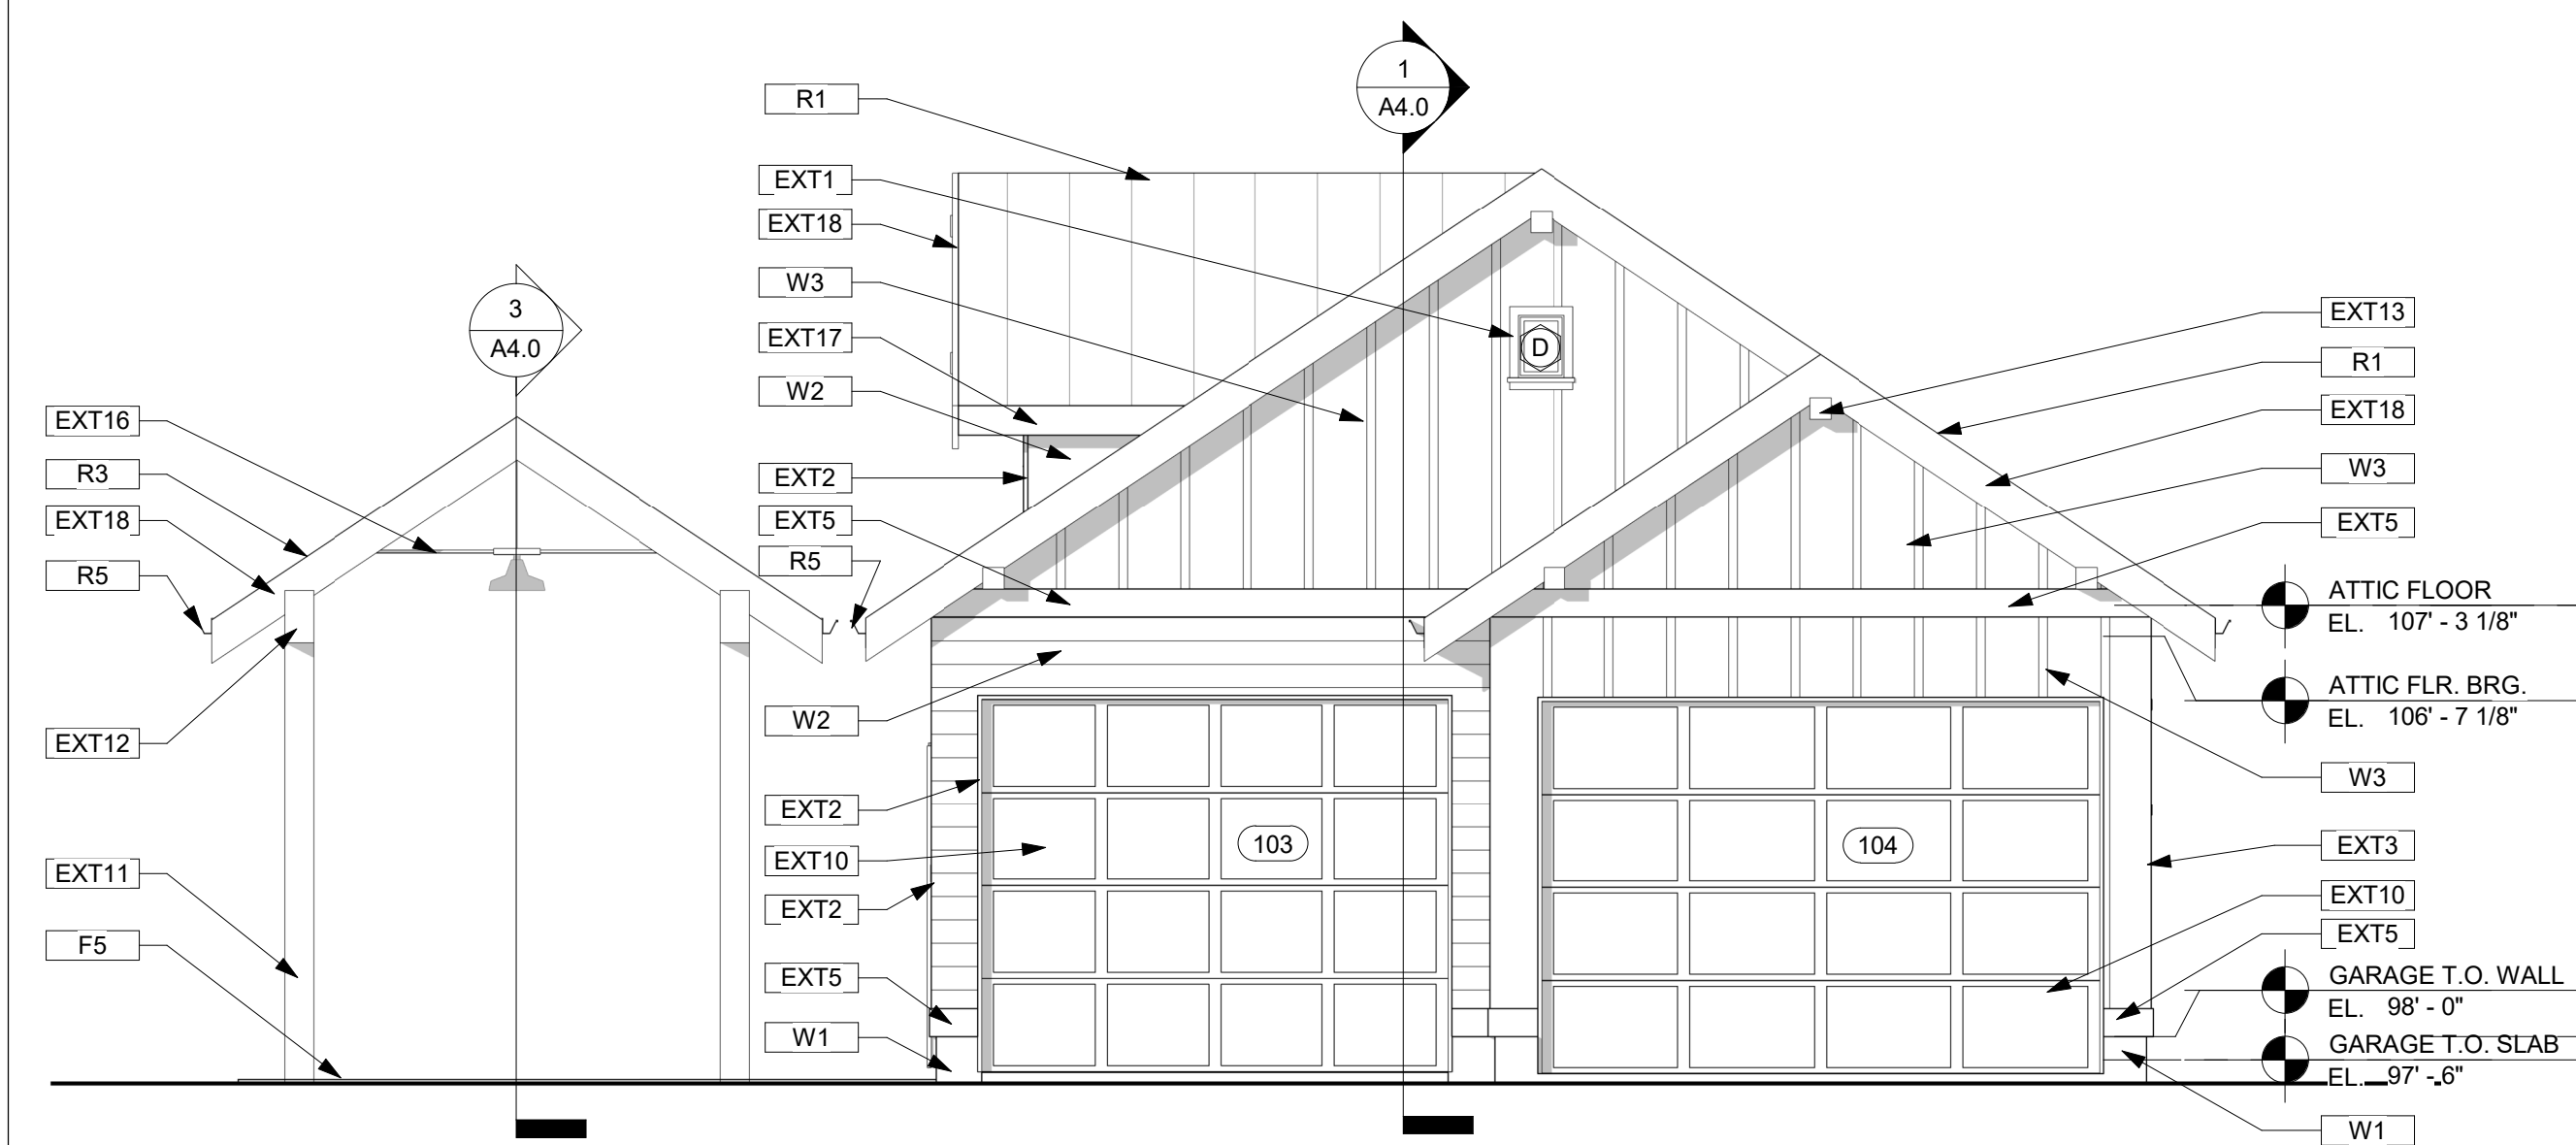 1
A4.0
R1
EXT1
EXT18
W3
EXT17
W2
EXT2
EXT5
R5
3
A4.0
EXT16
R3
EXT18
R5
EXT12
EXT11
F5
W2
EXT2
EXT10
EXT2
EXT5
W1
D
103
104
EXT13
R1
EXT18
W3
EXT5
ATTIC FLOOR
EL. 107' - 3 1/8"
ATTIC FLR. BRG.
EL. 106' - 7 1/8"
W3
EXT3
EXT10
EXT5
GARAGE T.O. WALL
EL. 98' - 0"
GARAGE T.O. SLAB
EL. 97' - 6"
W1